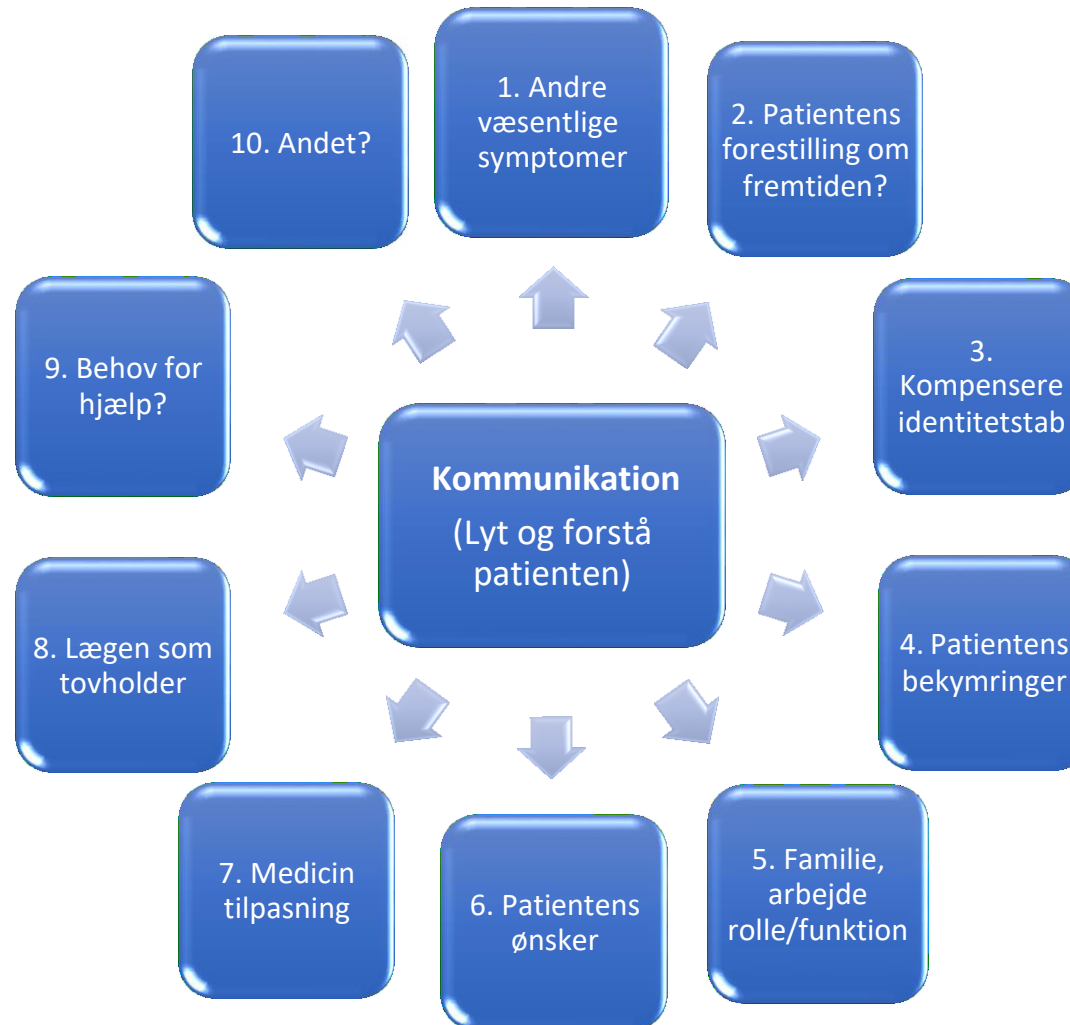 Kommunikation
(Lyt og forstå
patienten)
1. Andre
væsentlige
symptomer
2. Patientens
forestilling om
fremtiden?
3.
Kompensere
identitetstab
4. Patientens
bekymringer
5. Familie,
arbejde
rolle/funktion
6. Patientens
ønsker
7. Medicin
tilpasning
8. Lægen som
tovholder
9. Behov for
hjælp?
10. Andet?